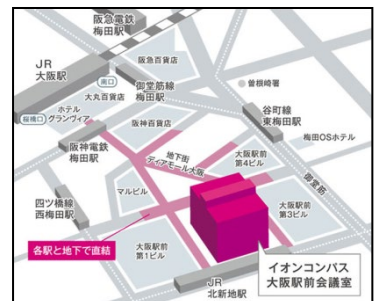 阪急電鉄
梅田駅
JR
大阪駅
阪急百貨店
南口
御堂筋線
梅田駅
大丸百貨店
曽根崎署
桜橋口
ホテル
グランヴィア
阪神百貨店
谷町線
東梅田駅
阪神電鉄
梅田駅
地下街
ディアモール大阪
梅田OSホテル
大阪駅前
第4ビル
御堂筋
四ツ橋線
西梅田駅
マルビル
大阪駅前
第3ビル
各駅と地下で直結
大阪駅前
第1ビル
イオンコンパス
大阪駅前会議室
JR
北新地駅